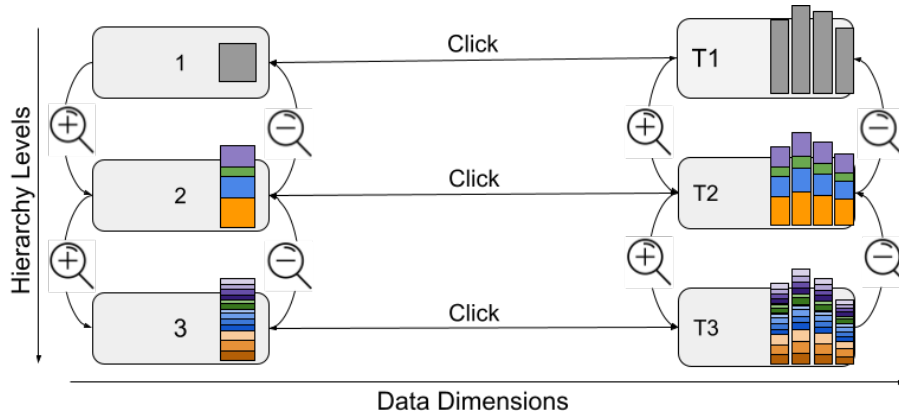 Click
1
T1
Click
2
T2
Click
3
T3
Hierarchy Levels
Data Dimensions